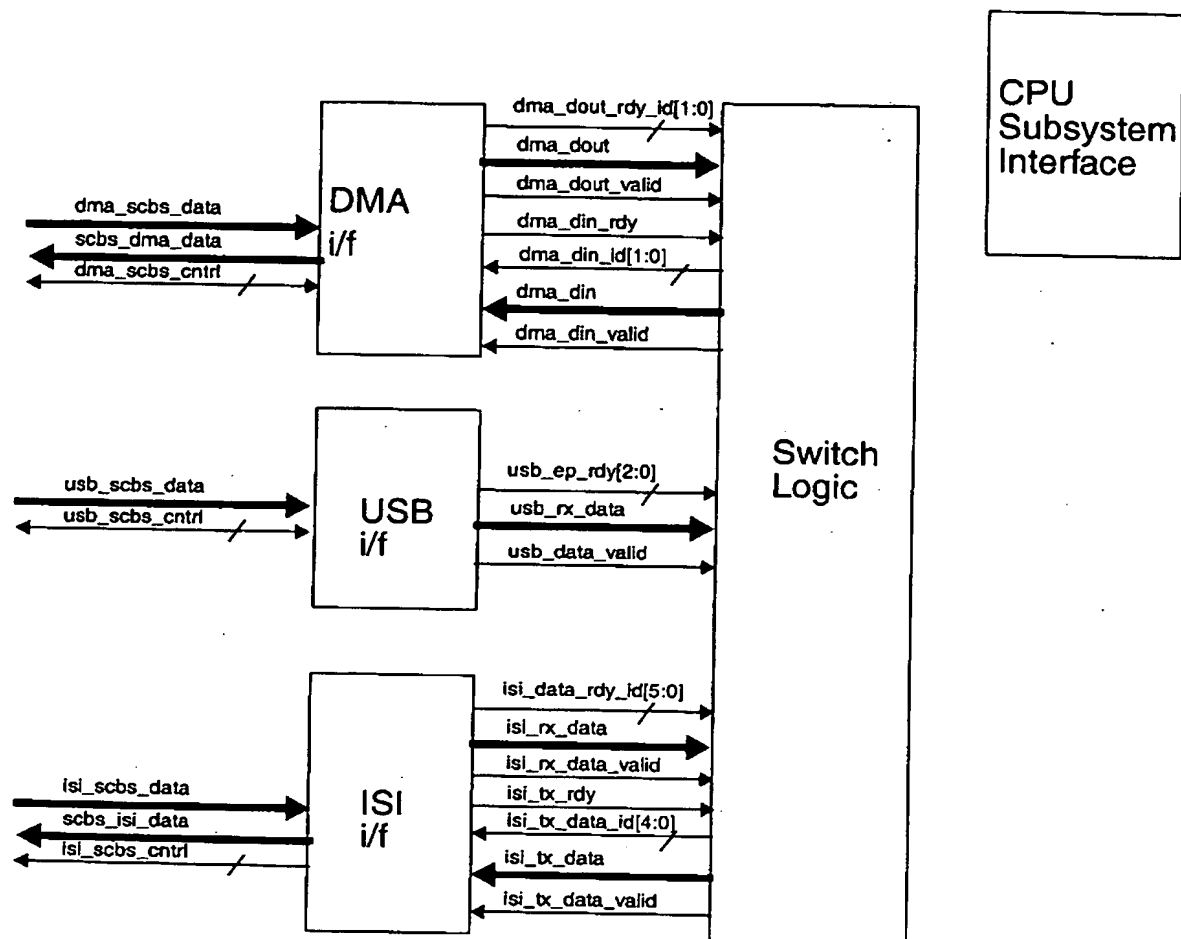 CPU
Subsystem
Interface
dma_dout_rdy_id[1:0]
dma_dout
dma_dout_valid
dma_din_rdy
dma_din_id[1:0]
dma_din
dma_din_valid
DMA
i/f
dma_scbs_data
scbs_dma_data
dma_scbs_cntrl
Switch
Logic
usb_scbs_data
usb_scbs_cntrl
USB
i/f
usb_ep_rdy[2:0]
usb_rx_data
usb_data_valid
isi_data_rdy_id[5:0]
isi_rx_data
isi_rx_data_valid
isi_tx_rdy
isi_tx_data_id[4:0]
isi_tx_data
isi_tx_data_valid
ISI
i/f
isi_scbs_data
scbs_isi_data
isi_scbs_cntrl